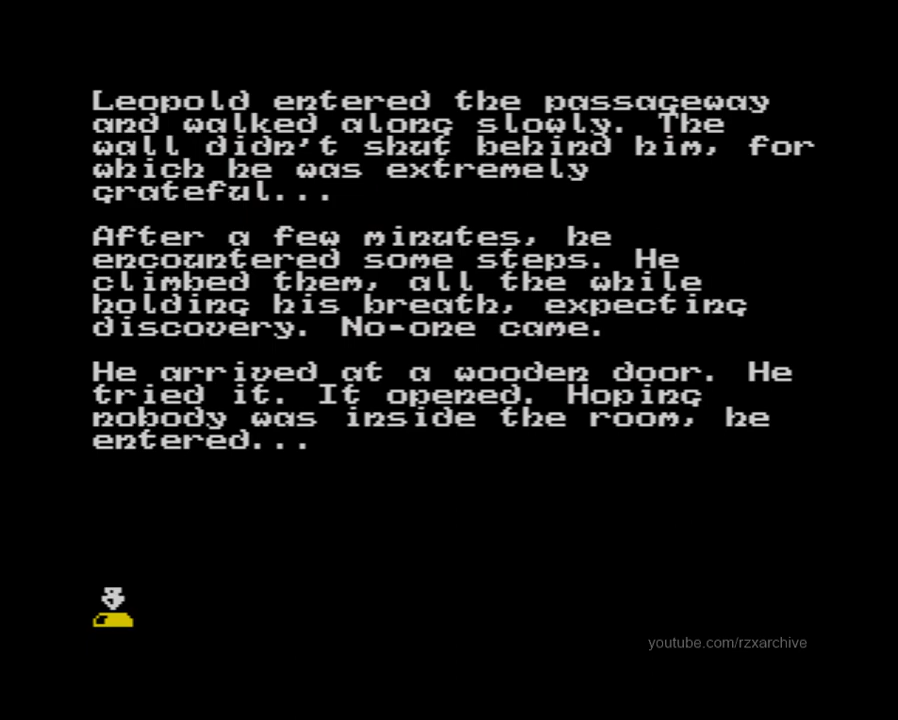 Leopold entered the passageway
and walked along slowly. The
wall didn't shut behind him, for
which he was extremely
grateful...
After a few minutes, he
encountered some steps. He
climbed them, all the while
holding his breath, expecting
discovery. No-one came.
He arrived at a wooden door. He
tried it. It opened. Hoping
nobody was inside the room, he
entered...
youtube.com/rzxarchive